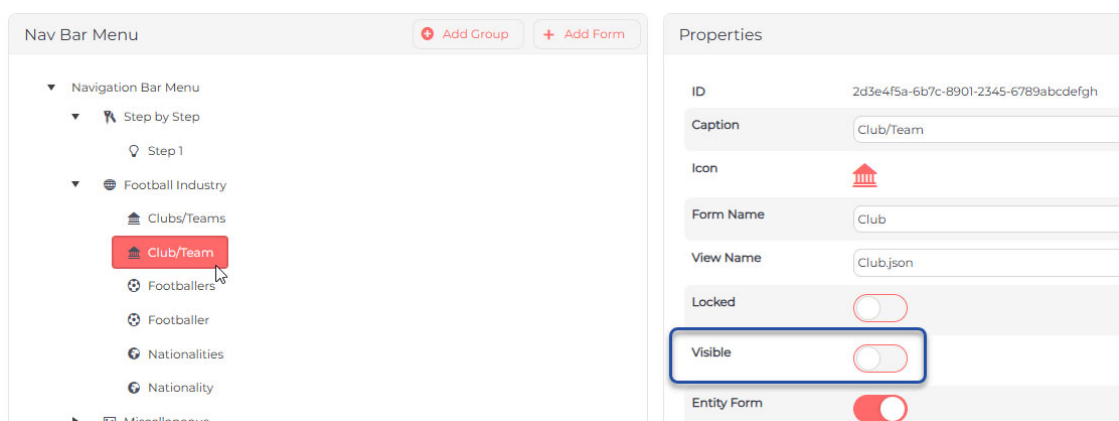 Nav Bar Menu
Add Group
Add Form
Navigation Bar Menu
Step by Step
Step 1
Football Industry
Clubs/Teams
Club/Team
Footballers
Footballer
Nationalities
Nationality
Miscellaneous
Properties
ID 2d3e4f5a-6b7c-8901-2345-6789abcdefgh
Caption Club/Team
Icon
Form Name Club
View Name Club.json
Locked
Visible
Entity Form